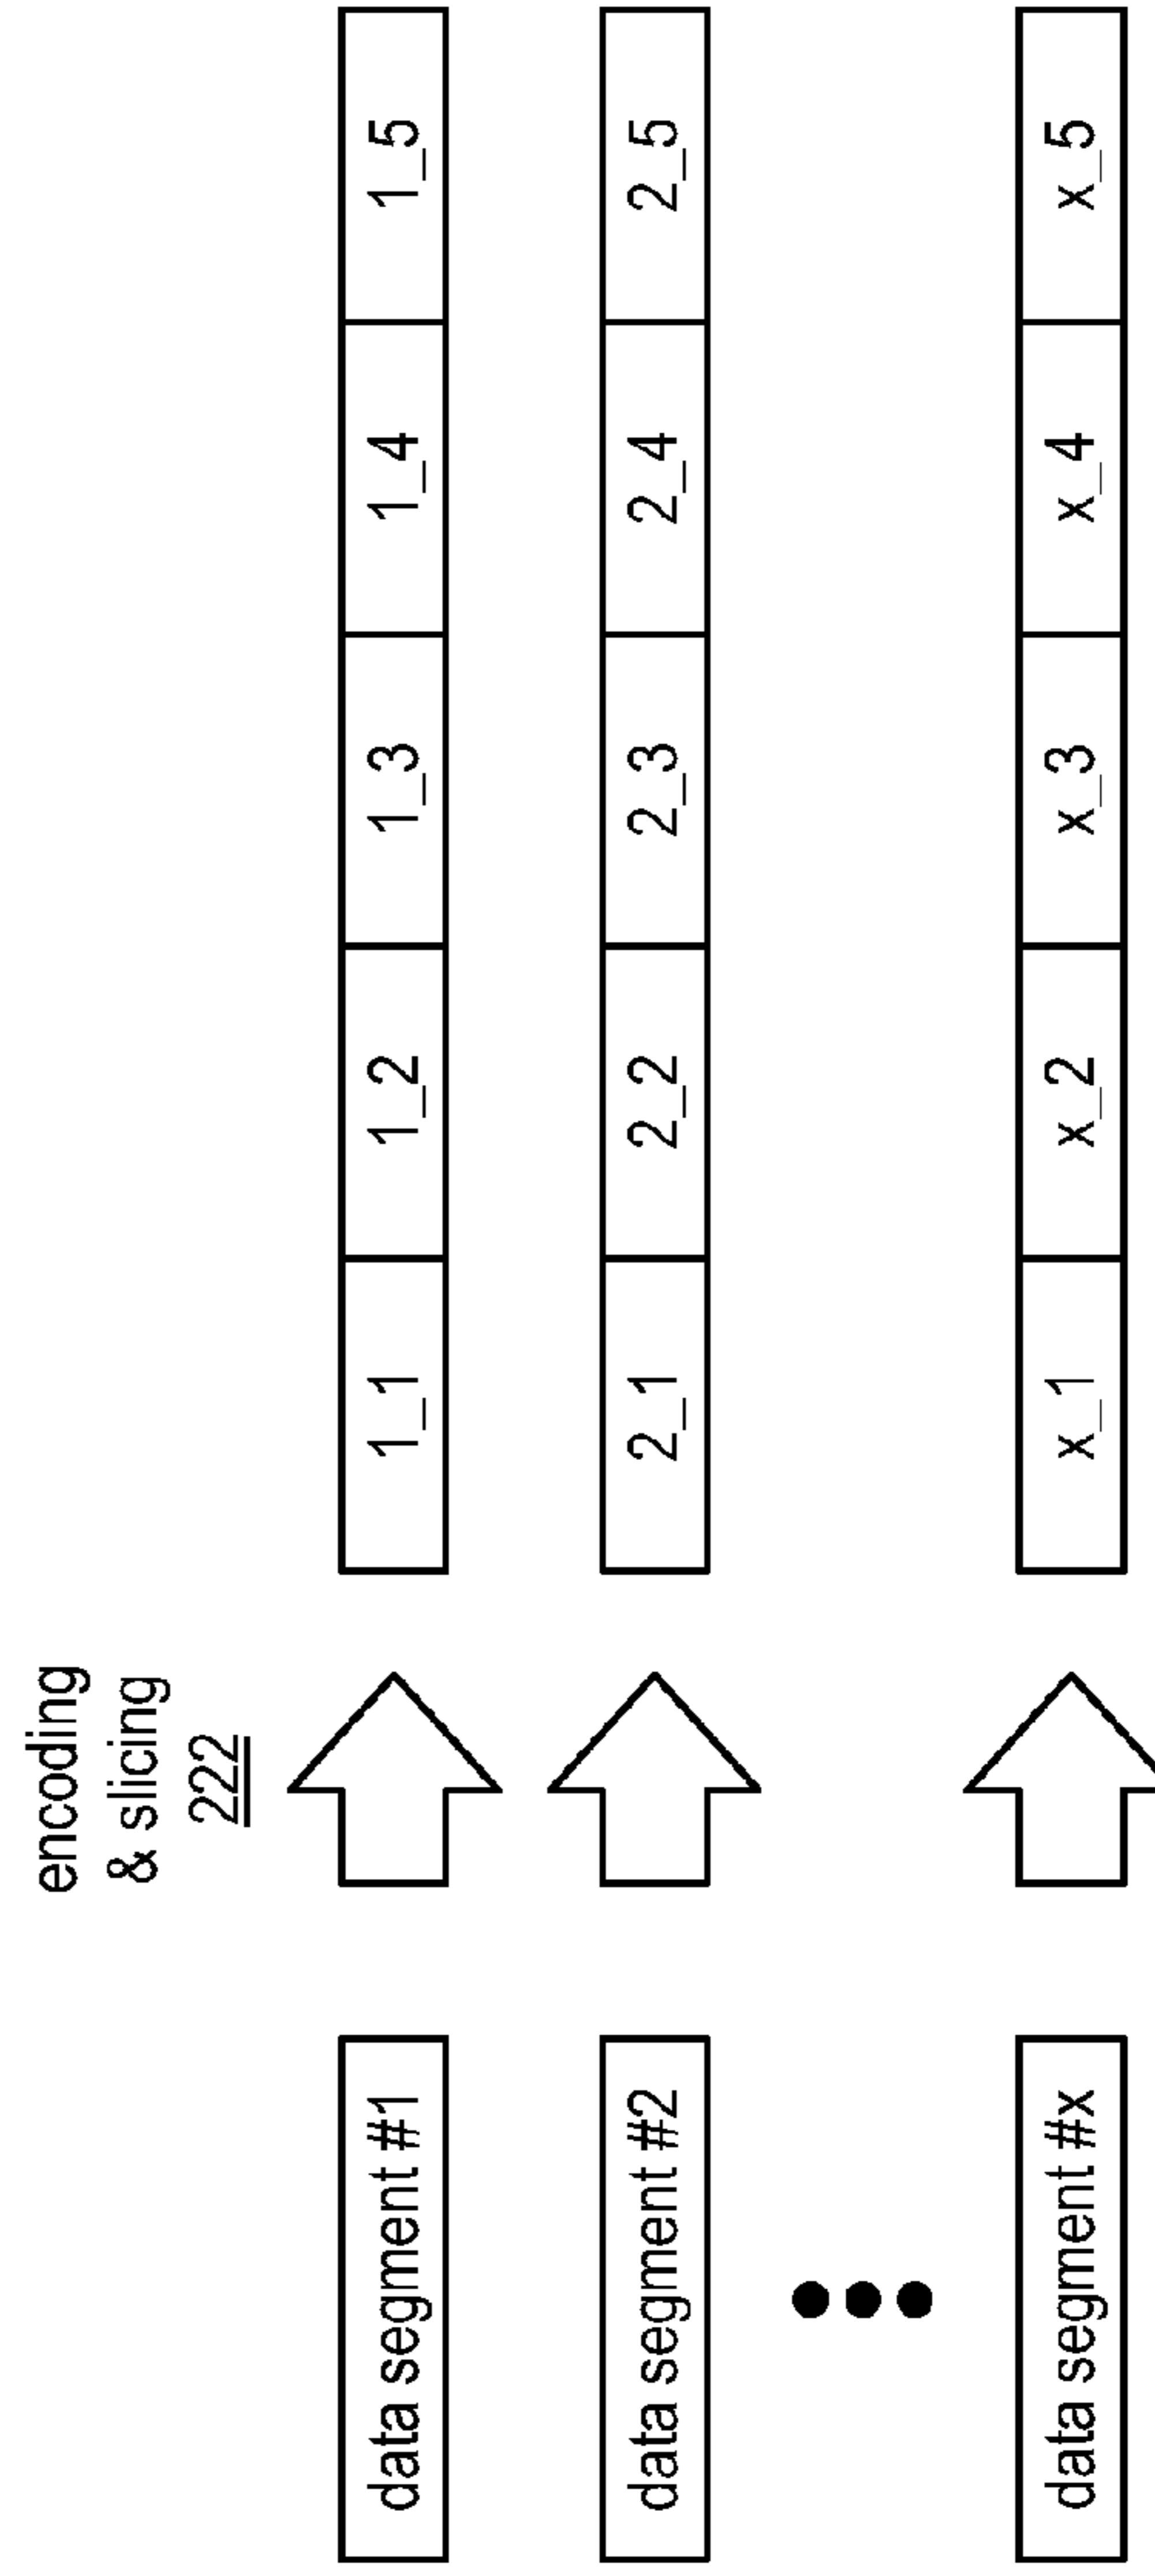 encoding
& slicing
222
data segment #1
1_1
1_2
1_3
1_4
1_5
data segment #2
2_1
2_2
2_3
2_4
2_5
data segment #x
x_1
x_2
x_3
x_4
x_5